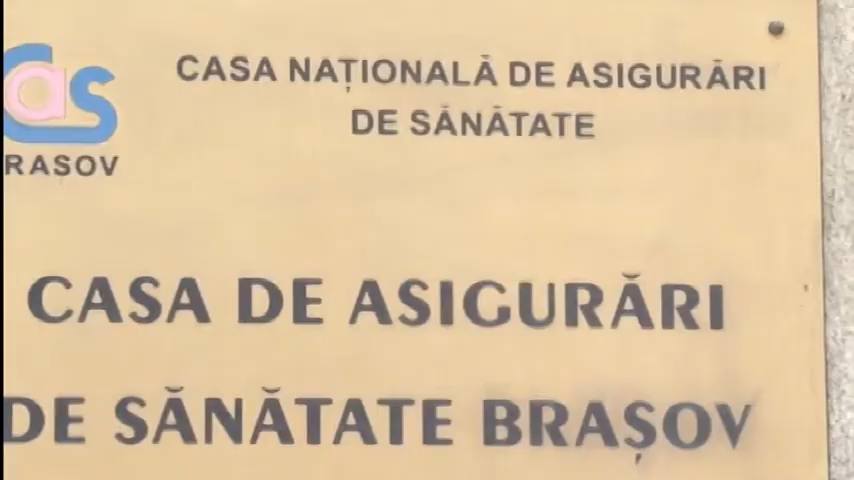 cas
CASA NAȚIONALĂ DE ASIGURĂRI
DE SĂNĂTATE
RASOV
CASA DE ASIGURĂRI
DE SĂNĂTATE BRAȘOV